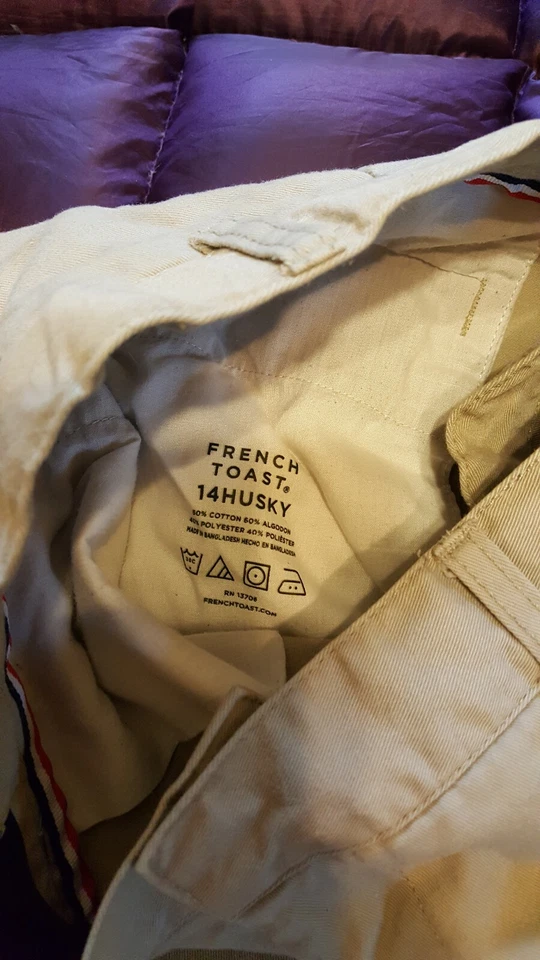 FRENCH
TOAST®
14HUSKY
60% COTTON 60% ALGODON
40% POLYESTER 40% POLIÉSTER
MADE IN BANGLADESH HECHO EN BANGLADESH
RN 13708
FRENCHTOAST.COM